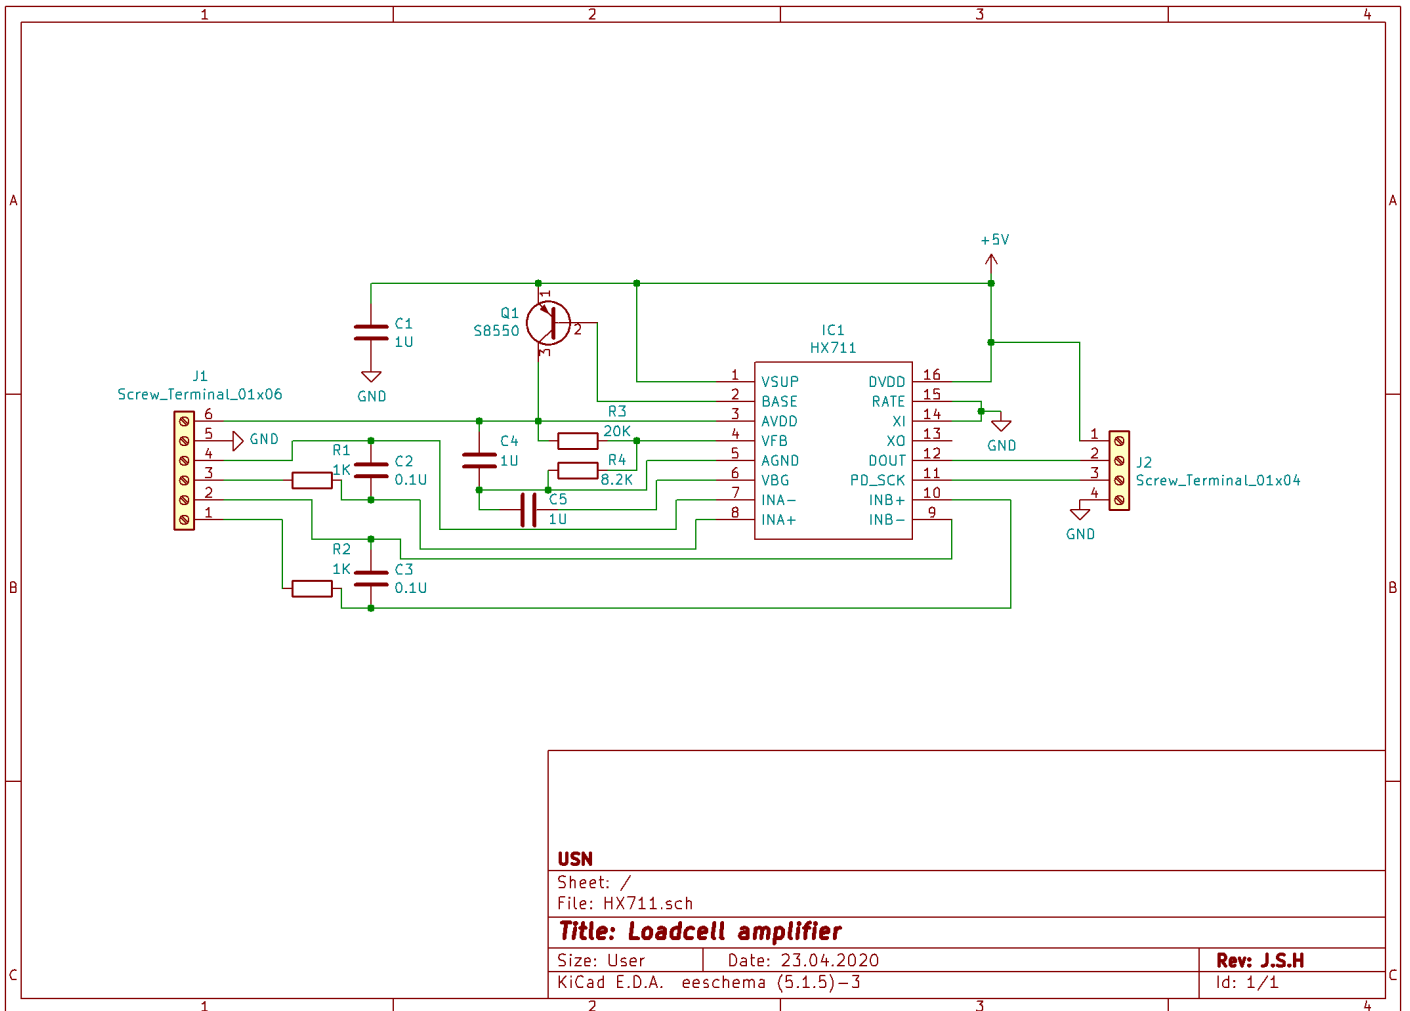 1 2 3 4
A A
+5V
Q1
S8550
1
2
3
C1
1U
GND
IC1
HX711
J1
Screw_Terminal_01x06
6
5
4
3
2
1
GND
R1
1K
C2
0.1U
C4
1U
R3
20K
R4
8.2K
C5
1U
R2
1K
C3
0.1U
1 VSUP
2 BASE
3 AVDD
4 VFB
5 AGND
6 VBG
7 INA-
8 INA+
DVDD 16
RATE 15
XI 14
XO 13
DOUT 12
PD_SCK 11
INB+ 10
INB- 9
GND
1
2
3
4
J2
Screw_Terminal_01x04
GND
B B
USN
Sheet: /
File: HX711.sch
Title: Loadcell amplifier
Size: User Date: 23.04.2020 Rev: J.S.H
KiCad E.D.A. eeschema (5.1.5)-3 Id: 1/1
C C
1 2 3 4